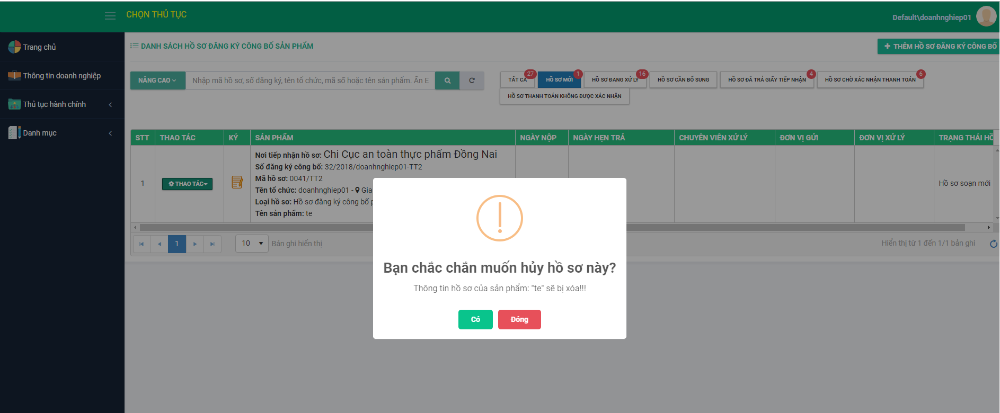 CHỌN THỦ TỤC
Default\doanhnghiep01
Trang chủ
Thông tin doanh nghiệp
Thủ tục hành chính
Danh mục
DANH SÁCH HỒ SƠ ĐĂNG KÝ CÔNG BỐ SẢN PHẨM
THÊM HỒ SƠ ĐĂNG KÝ CÔNG BỐ
NÂNG CAO
Nhập mã hồ sơ, số đăng ký, tên tổ chức, mã số hoặc tên sản phẩm. Ấn E
TẤT CẢ 27
HỒ SƠ MỚI 1
HỒ SƠ ĐANG XỬ LÝ 16
HỒ SƠ CẦN BỔ SUNG
HỒ SƠ ĐÃ TRẢ GIẤY TIẾP NHẬN 4
HỒ SƠ CHỜ XÁC NHẬN THANH TOÁN 6
HỒ SƠ THANH TOÁN KHÔNG ĐƯỢC XÁC NHẬN
STT THAO TÁC KÝ SẢN PHẨM NGÀY NỘP NGÀY HẸN TRẢ CHUYÊN VIÊN XỬ LÝ ĐƠN VỊ GỬI ĐƠN VỊ XỬ LÝ TRẠNG THÁI HỒ
1
THAO TÁC
Nơi tiếp nhận hồ sơ: Chi Cục an toàn thực phẩm Đồng Nai
Số đăng ký công bố: 32/2018/doanhnghiep01-TT2
Mã hồ sơ: 0041/TT2
Tên tổ chức: doanhnghiep01 - Gia
Loại hồ sơ: Hồ sơ đăng ký công bố
Tên sản phẩm: te
Hồ sơ soạn mới
1
10
Bản ghi hiển thị
Hiển thị từ 1 đến 1/1 bản ghi
Bạn chắc chắn muốn hủy hồ sơ này?
Thông tin hồ sơ của sản phẩm: "te" sẽ bị xóa!!!
Có
Đóng